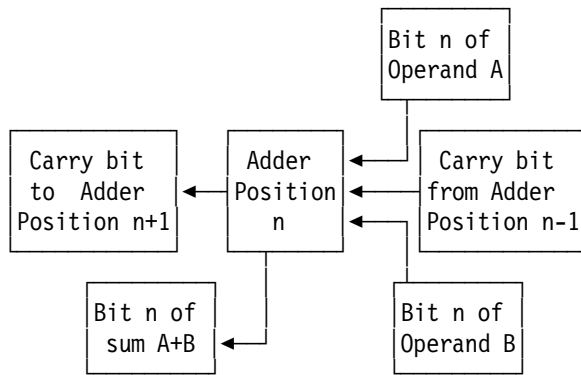 Bit n of
Operand A
Carry bit
to Adder
Position n+1
Adder
Position
n
Carry bit
from Adder
Position n-1
Bit n of
sum A+B
Bit n of
Operand B